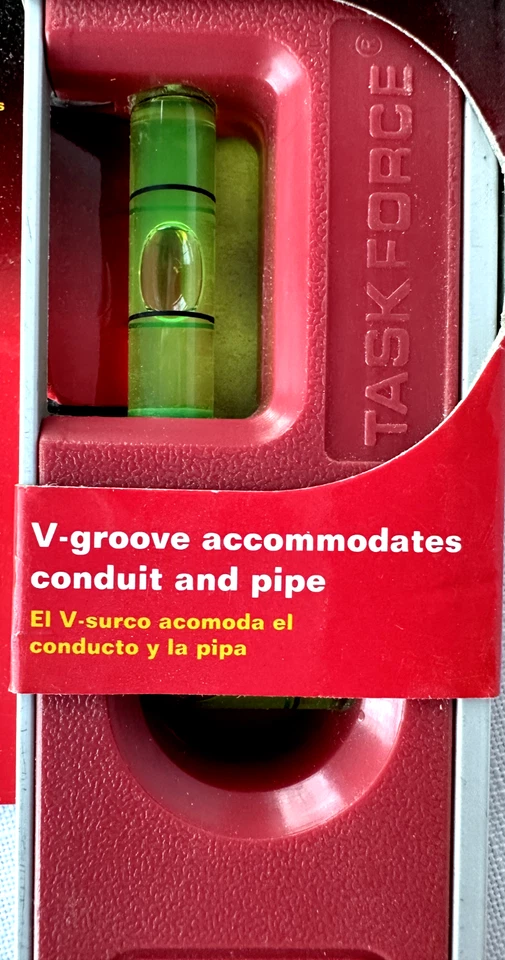 TASK FORCE®
V-groove accommodates
conduit and pipe
El V-surco acomoda el
conducto y la pipa
s